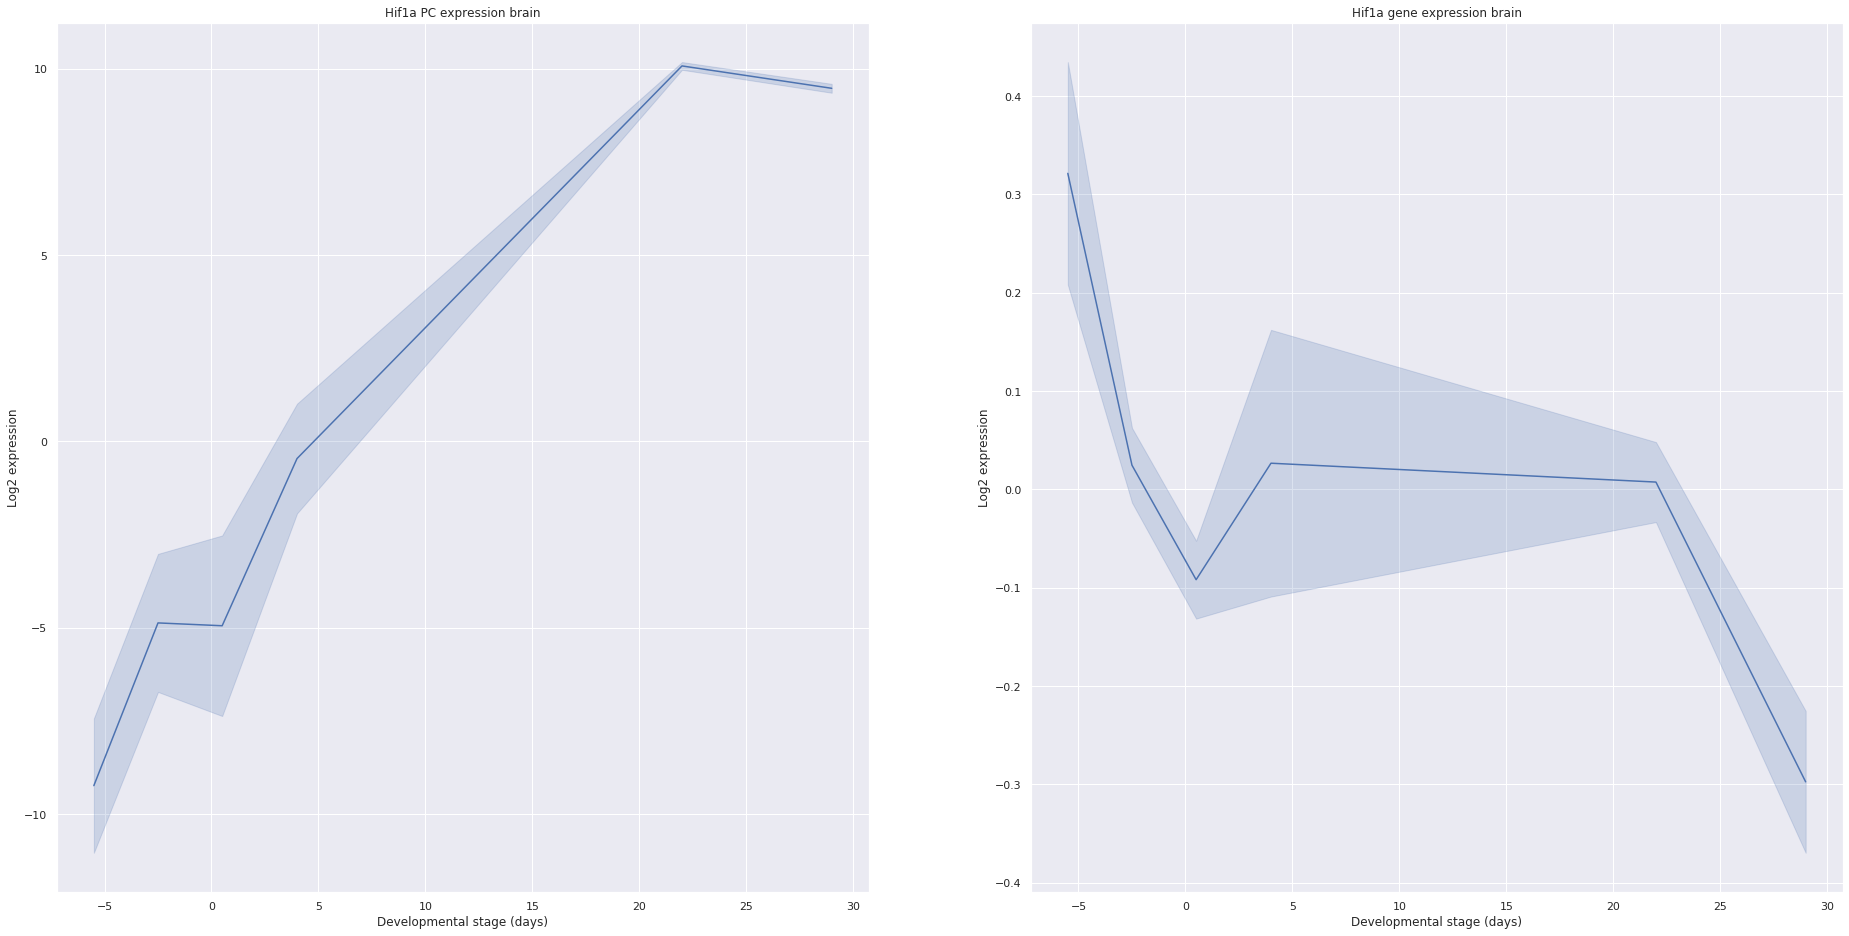 Hif1a PC expression brain
10
5
0
−5
−10
Log2 expression
−5 0 5 10 15 20 25 30
Developmental stage (days)
Hif1a gene expression brain
0.4
0.3
0.2
0.1
0.0
−0.1
−0.2
−0.3
−0.4
Log2 expression
−5 0 5 10 15 20 25 30
Developmental stage (days)